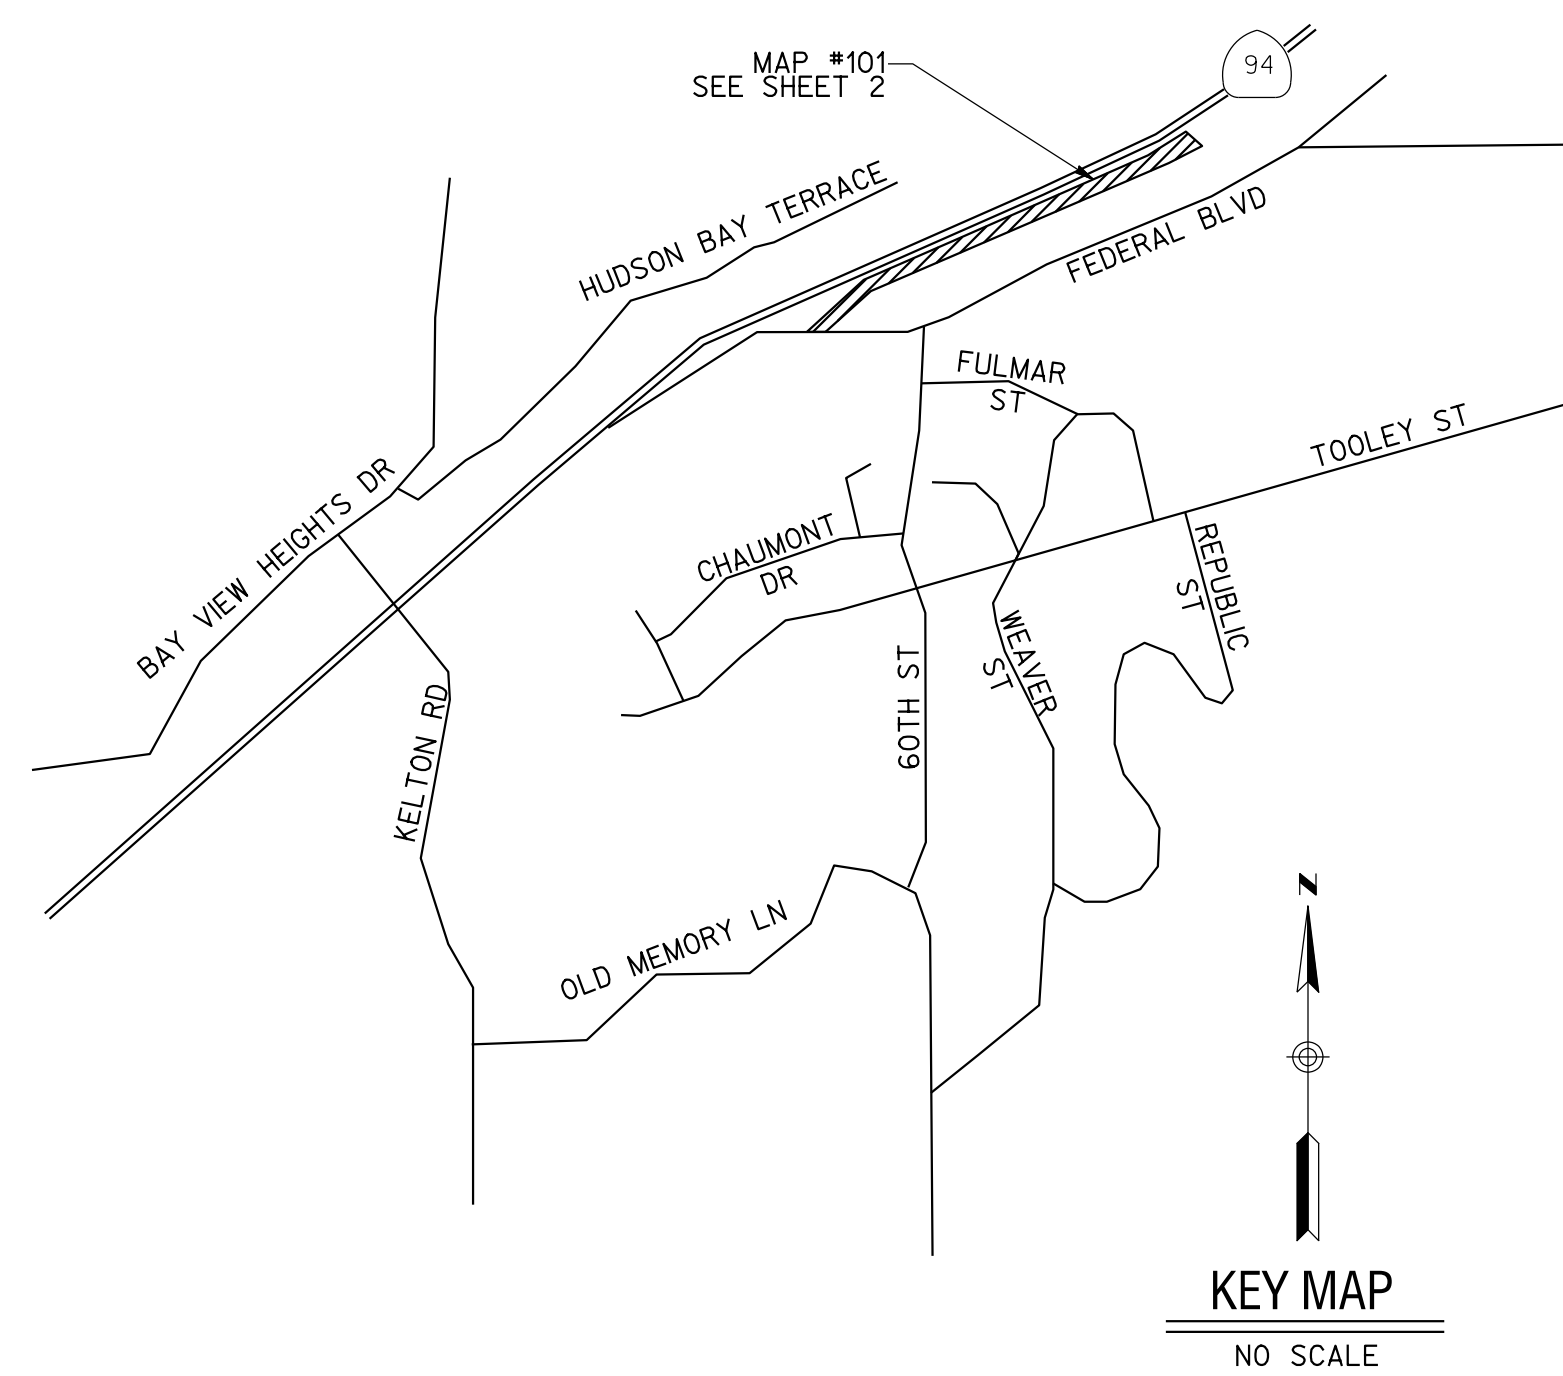 MAP #101
SEE SHEET 2
94
HUDSON BAY TERRACE
FEDERAL BLVD
FULMAR
ST
TOOLEY ST
BAY VIEW HEIGHTS DR
CHAUMONT
DR
REPUBLIC
ST
WEAVER
ST
60TH ST
KELTON RD
OLD MEMORY LN
N
KEY MAP
NO SCALE